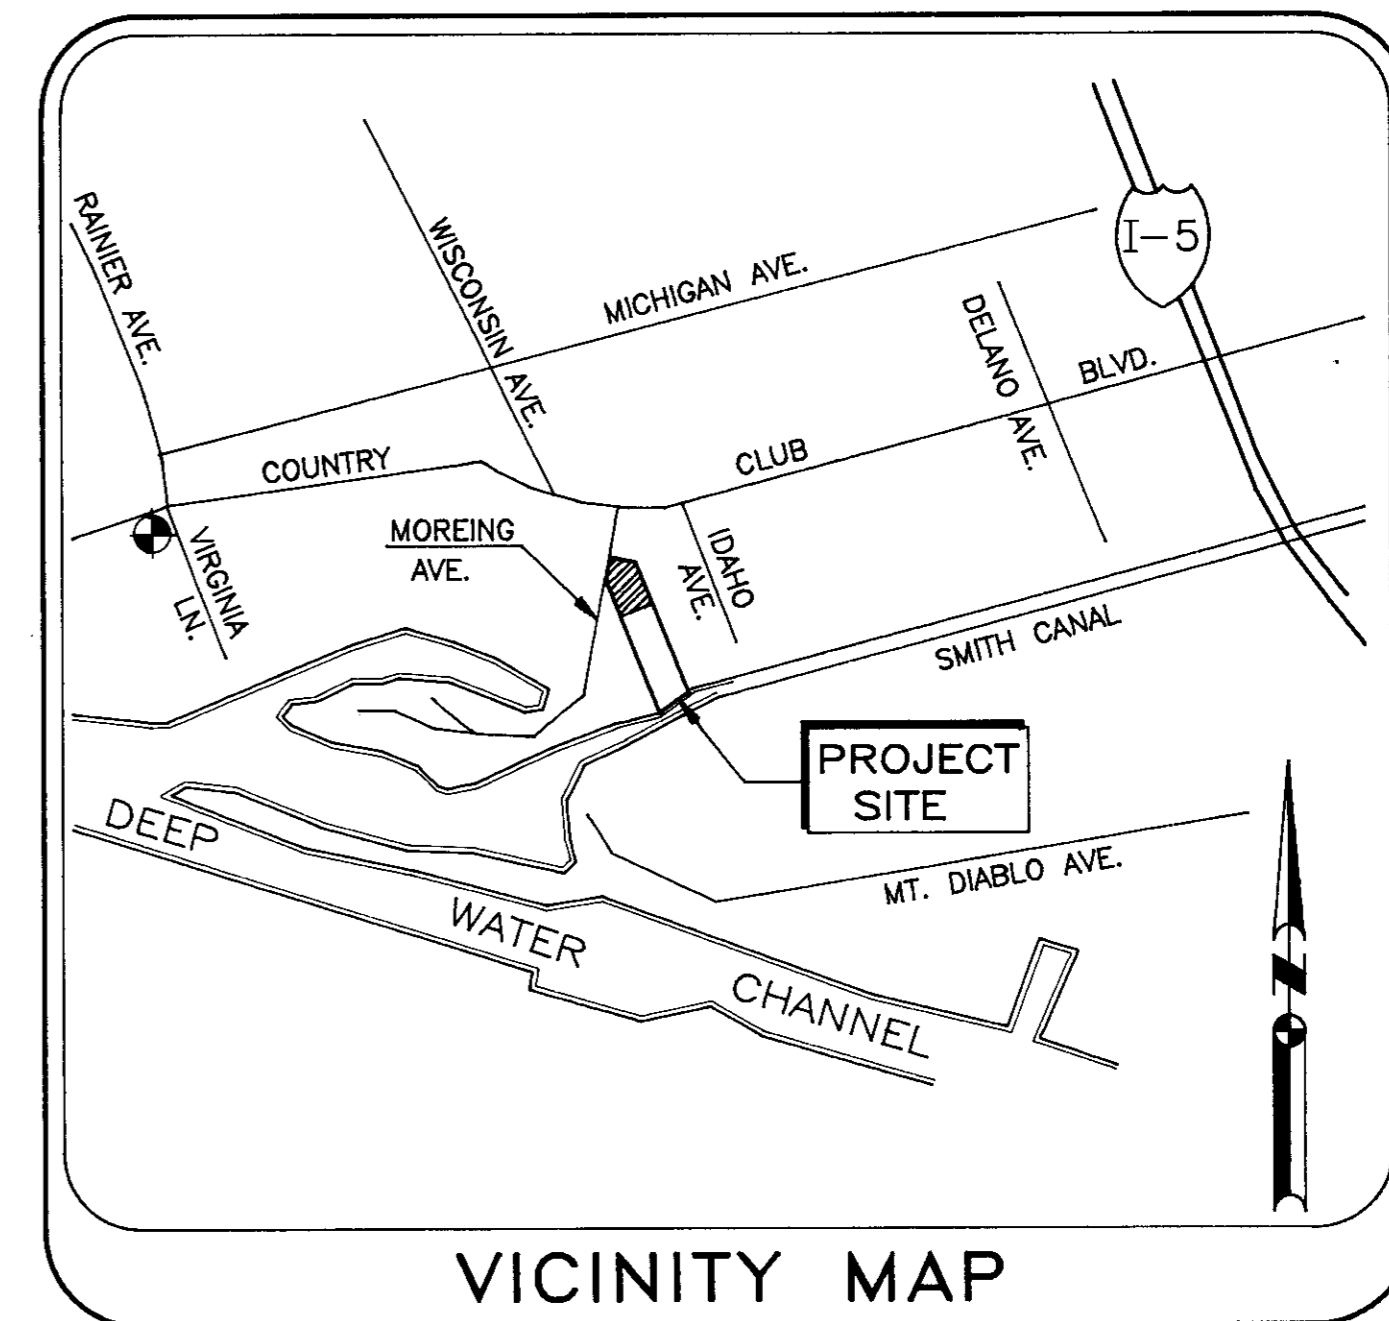 RAINIER AVE.
WISCONSIN AVE.
MICHIGAN AVE.
I-5
DELANO AVE.
COUNTRY CLUB BLVD.
MOREING
AVE.
IDAHO
AVE.
VIRGINIA
LN.
SMITH CANAL
PROJECT
SITE
DEEP WATER CHANNEL
MT. DIABLO AVE.
N
VICINITY MAP